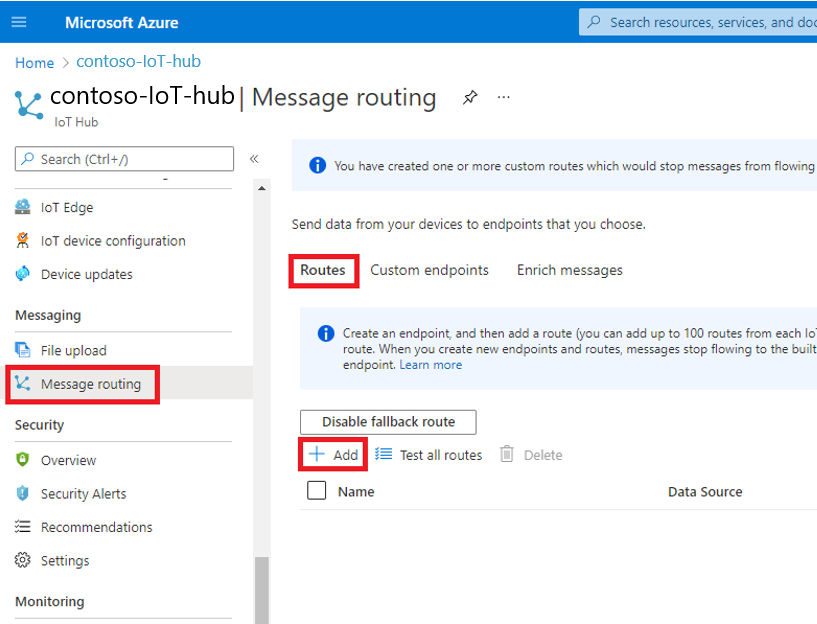 Microsoft Azure
Search resources, services, and doc
Home > contoso-IoT-hub
contoso-IoT-hub | Message routing
IoT Hub
Search (Ctrl+/)
IoT Edge
IoT device configuration
Device updates
Messaging
File upload
Message routing
Security
Overview
Security Alerts
Recommendations
Settings
Monitoring
You have created one or more custom routes which would stop messages from flowing
Send data from your devices to endpoints that you choose.
Routes Custom endpoints Enrich messages
Create an endpoint, and then add a route (you can add up to 100 routes from each IoT
route. When you create new endpoints and routes, messages stop flowing to the built
endpoint. Learn more
Disable fallback route
Add Test all routes Delete
Name Data Source